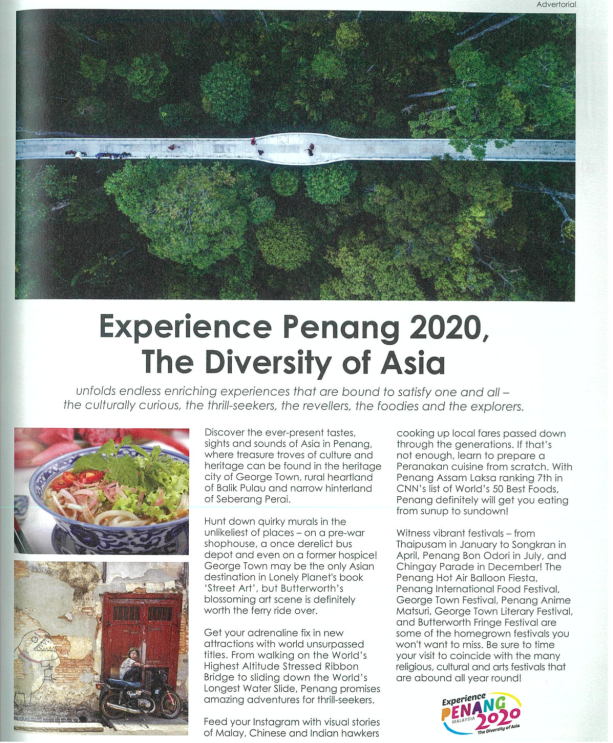 Advertorial
Experience Penang 2020,
The Diversity of Asia
unfolds endless enriching experiences that are bound to satisfy one and all –
the culturally curious, the thrill-seekers, the revellers, the foodies and the explorers.
Discover the ever-present tastes,
sights and sounds of Asia in Penang,
where treasure troves of culture and
heritage can be found in the heritage
city of George Town, rural heartland
of Balik Pulau and narrow hinterland
of Seberang Perai.
Hunt down quirky murals in the
unlikeliest of places – on a pre-war
shophouse, a once derelict bus
depot and even on a former hospice!
George Town may be the only Asian
destination in Lonely Planet's book
'Street Art', but Butterworth's
blossoming art scene is definitely
worth the ferry ride over.
Get your adrenaline fix in new
attractions with world unsurpassed
titles. From walking on the World's
Highest Altitude Stressed Ribbon
Bridge to sliding down the World's
Longest Water Slide, Penang promises
amazing adventures for thrill-seekers.
Feed your Instagram with visual stories
of Malay, Chinese and Indian hawkers
cooking up local fares passed down
through the generations. If that's
not enough, learn to prepare a
Peranakan cuisine from scratch. With
Penang Assam Laksa ranking 7th in
CNN's list of World's 50 Best Foods,
Penang definitely will get you eating
from sunup to sundown!
Witness vibrant festivals – from
Thaipusam in January to Songkran in
April, Penang Bon Odori in July, and
Chingay Parade in December! The
Penang Hot Air Balloon Fiesta,
Penang International Food Festival,
George Town Festival, Penang Anime
Matsuri, George Town Literary Festival,
and Butterworth Fringe Festival are
some of the homegrown festivals you
won't want to miss. Be sure to time
your visit to coincide with the many
religious, cultural and arts festivals that
are abound all year round!
Experience
PENANG
MALAYSIA 2020
The Diversity of Asia